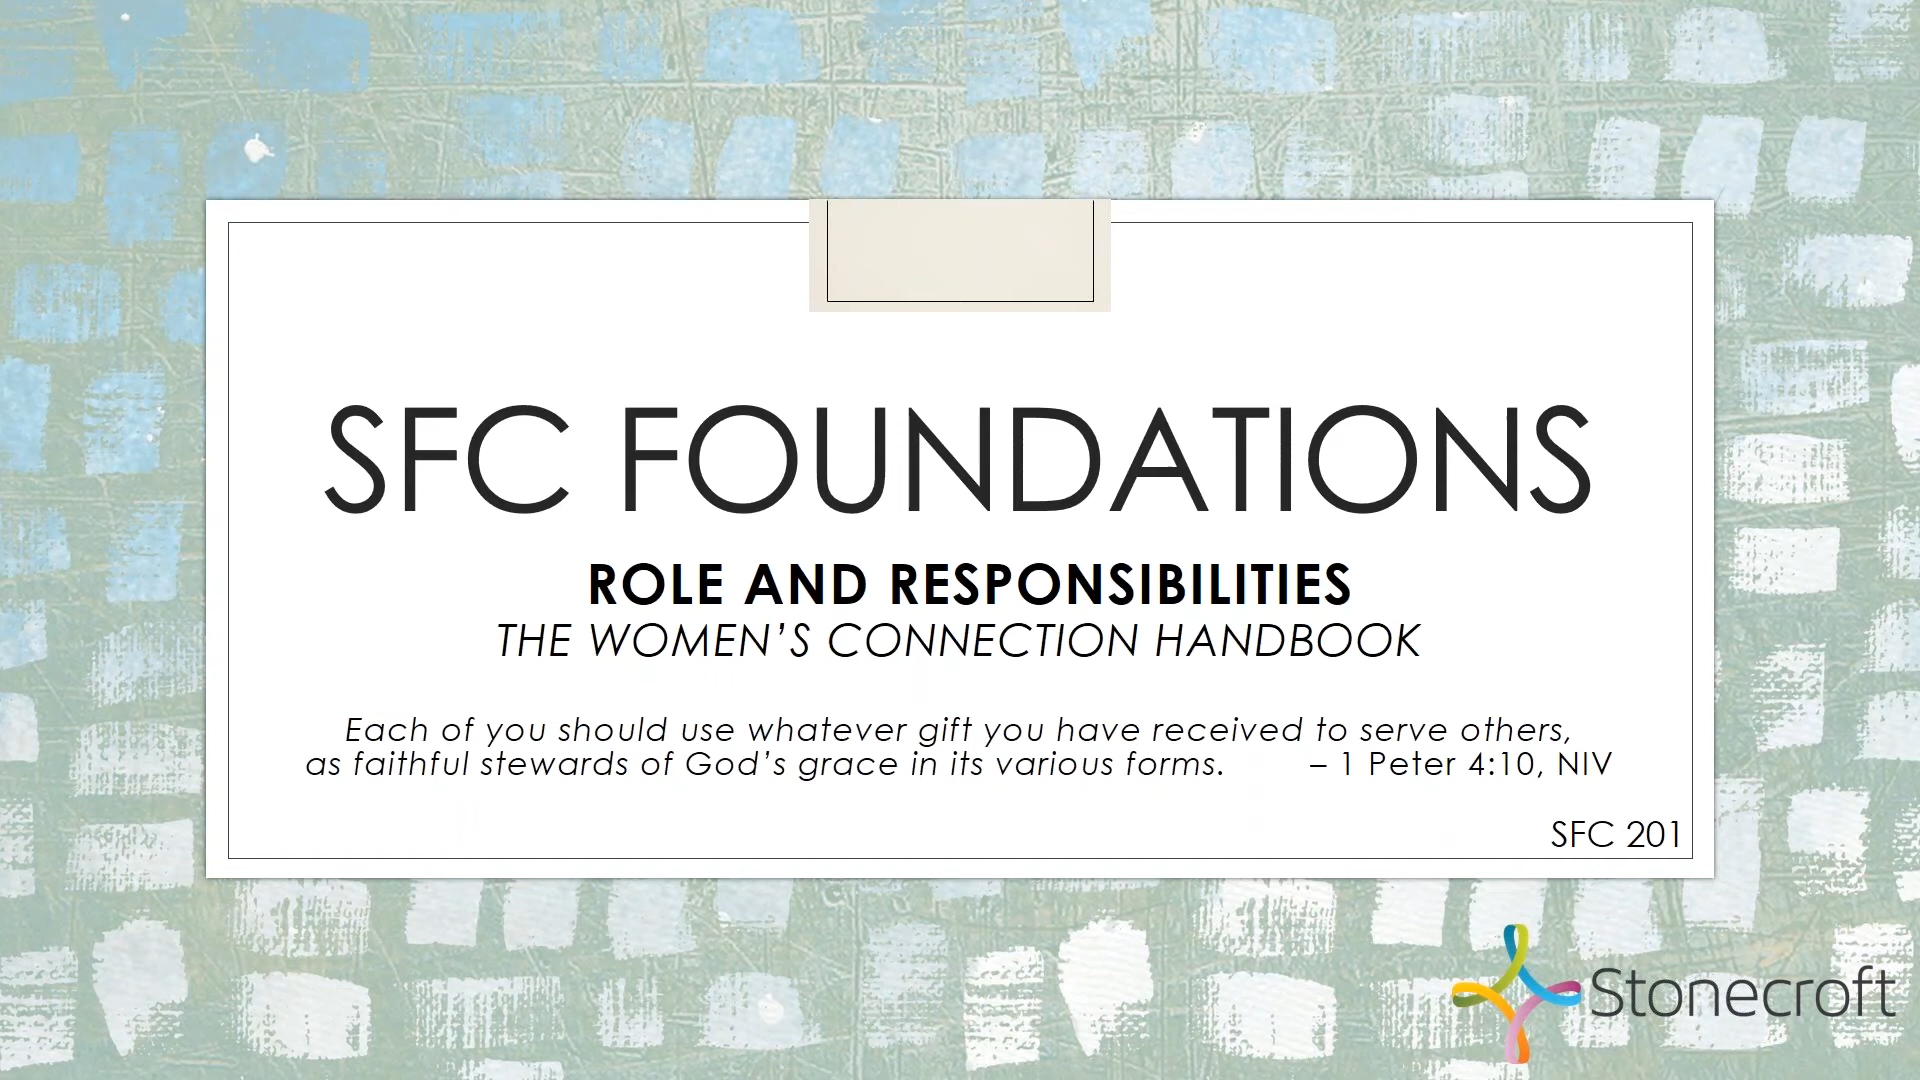 SFC FOUNDATIONS
ROLE AND RESPONSIBILITIES
THE WOMEN’S CONNECTION HANDBOOK
Each of you should use whatever gift you have received to serve others,
as faithful stewards of God’s grace in its various forms. – 1 Peter 4:10, NIV
SFC 201
Stonecroft